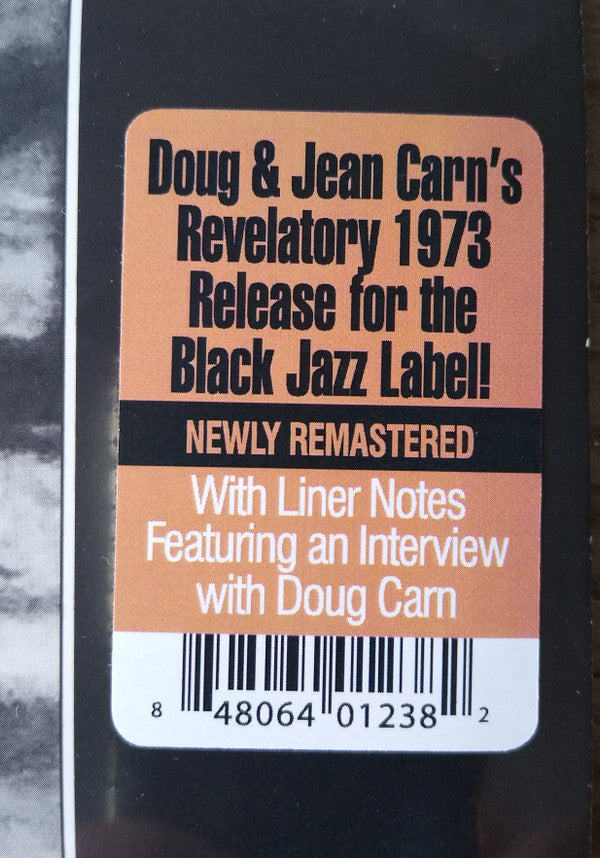 Doug & Jean Carn's
Revelatory 1973
Release for the
Black Jazz Label!
NEWLY REMASTERED
With Liner Notes
Featuring an Interview
with Doug Carn
8 48064 01238 2